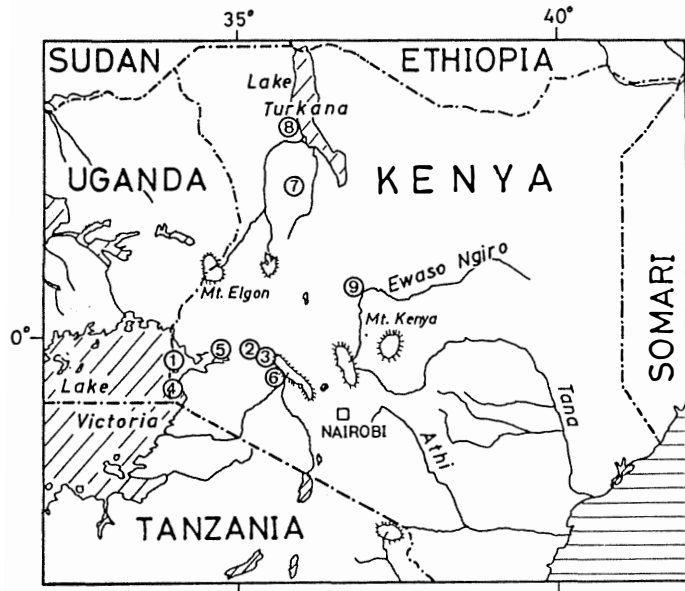 35°
40°
SUDAN
ETHIOPIA
Lake
Turkana
⑧
UGANDA
⑦
KENYA
Mt. Elgon
⑨
Ewaso Ngiro
Mt. Kenya
SOMARI
0°
①
⑤
②
③
④
⑥
Lake
Victoria
NAIROBI
Athi
Tana
TANZANIA